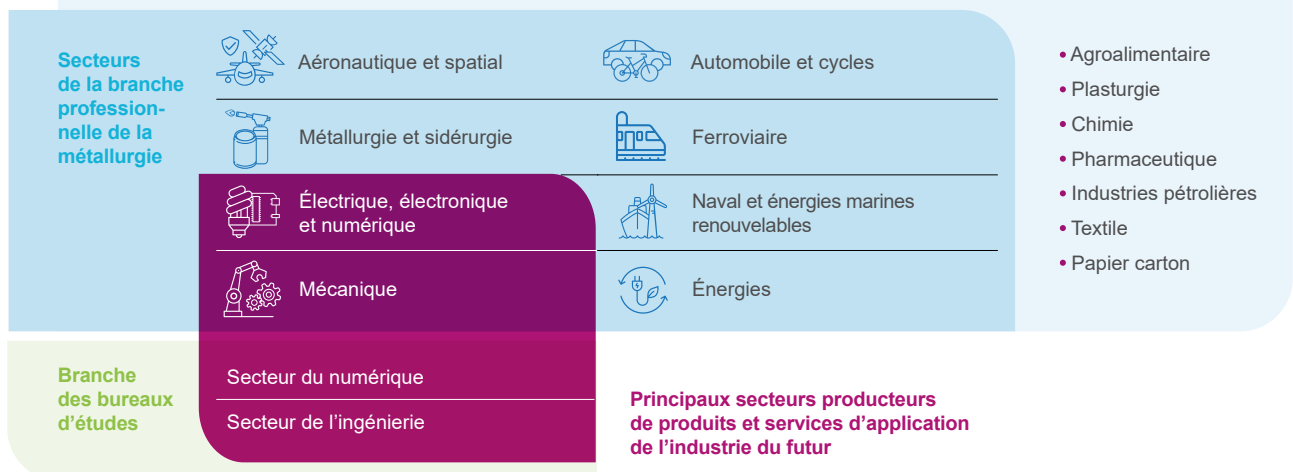 Secteurs
de la branche
profession-
nelle de la
métallurgie
Aéronautique et spatial
Automobile et cycles
Métallurgie et sidérurgie
Ferroviaire
Électrique, électronique
et numérique
Naval et énergies marines
renouvelables
Mécanique
Énergies
• Agroalimentaire
• Plasturgie
• Chimie
• Pharmaceutique
• Industries pétrolières
• Textile
• Papier carton
Branche
des bureaux
d’études
Secteur du numérique
Secteur de l’ingénierie
Principaux secteurs producteurs
de produits et services d’application
de l’industrie du futur